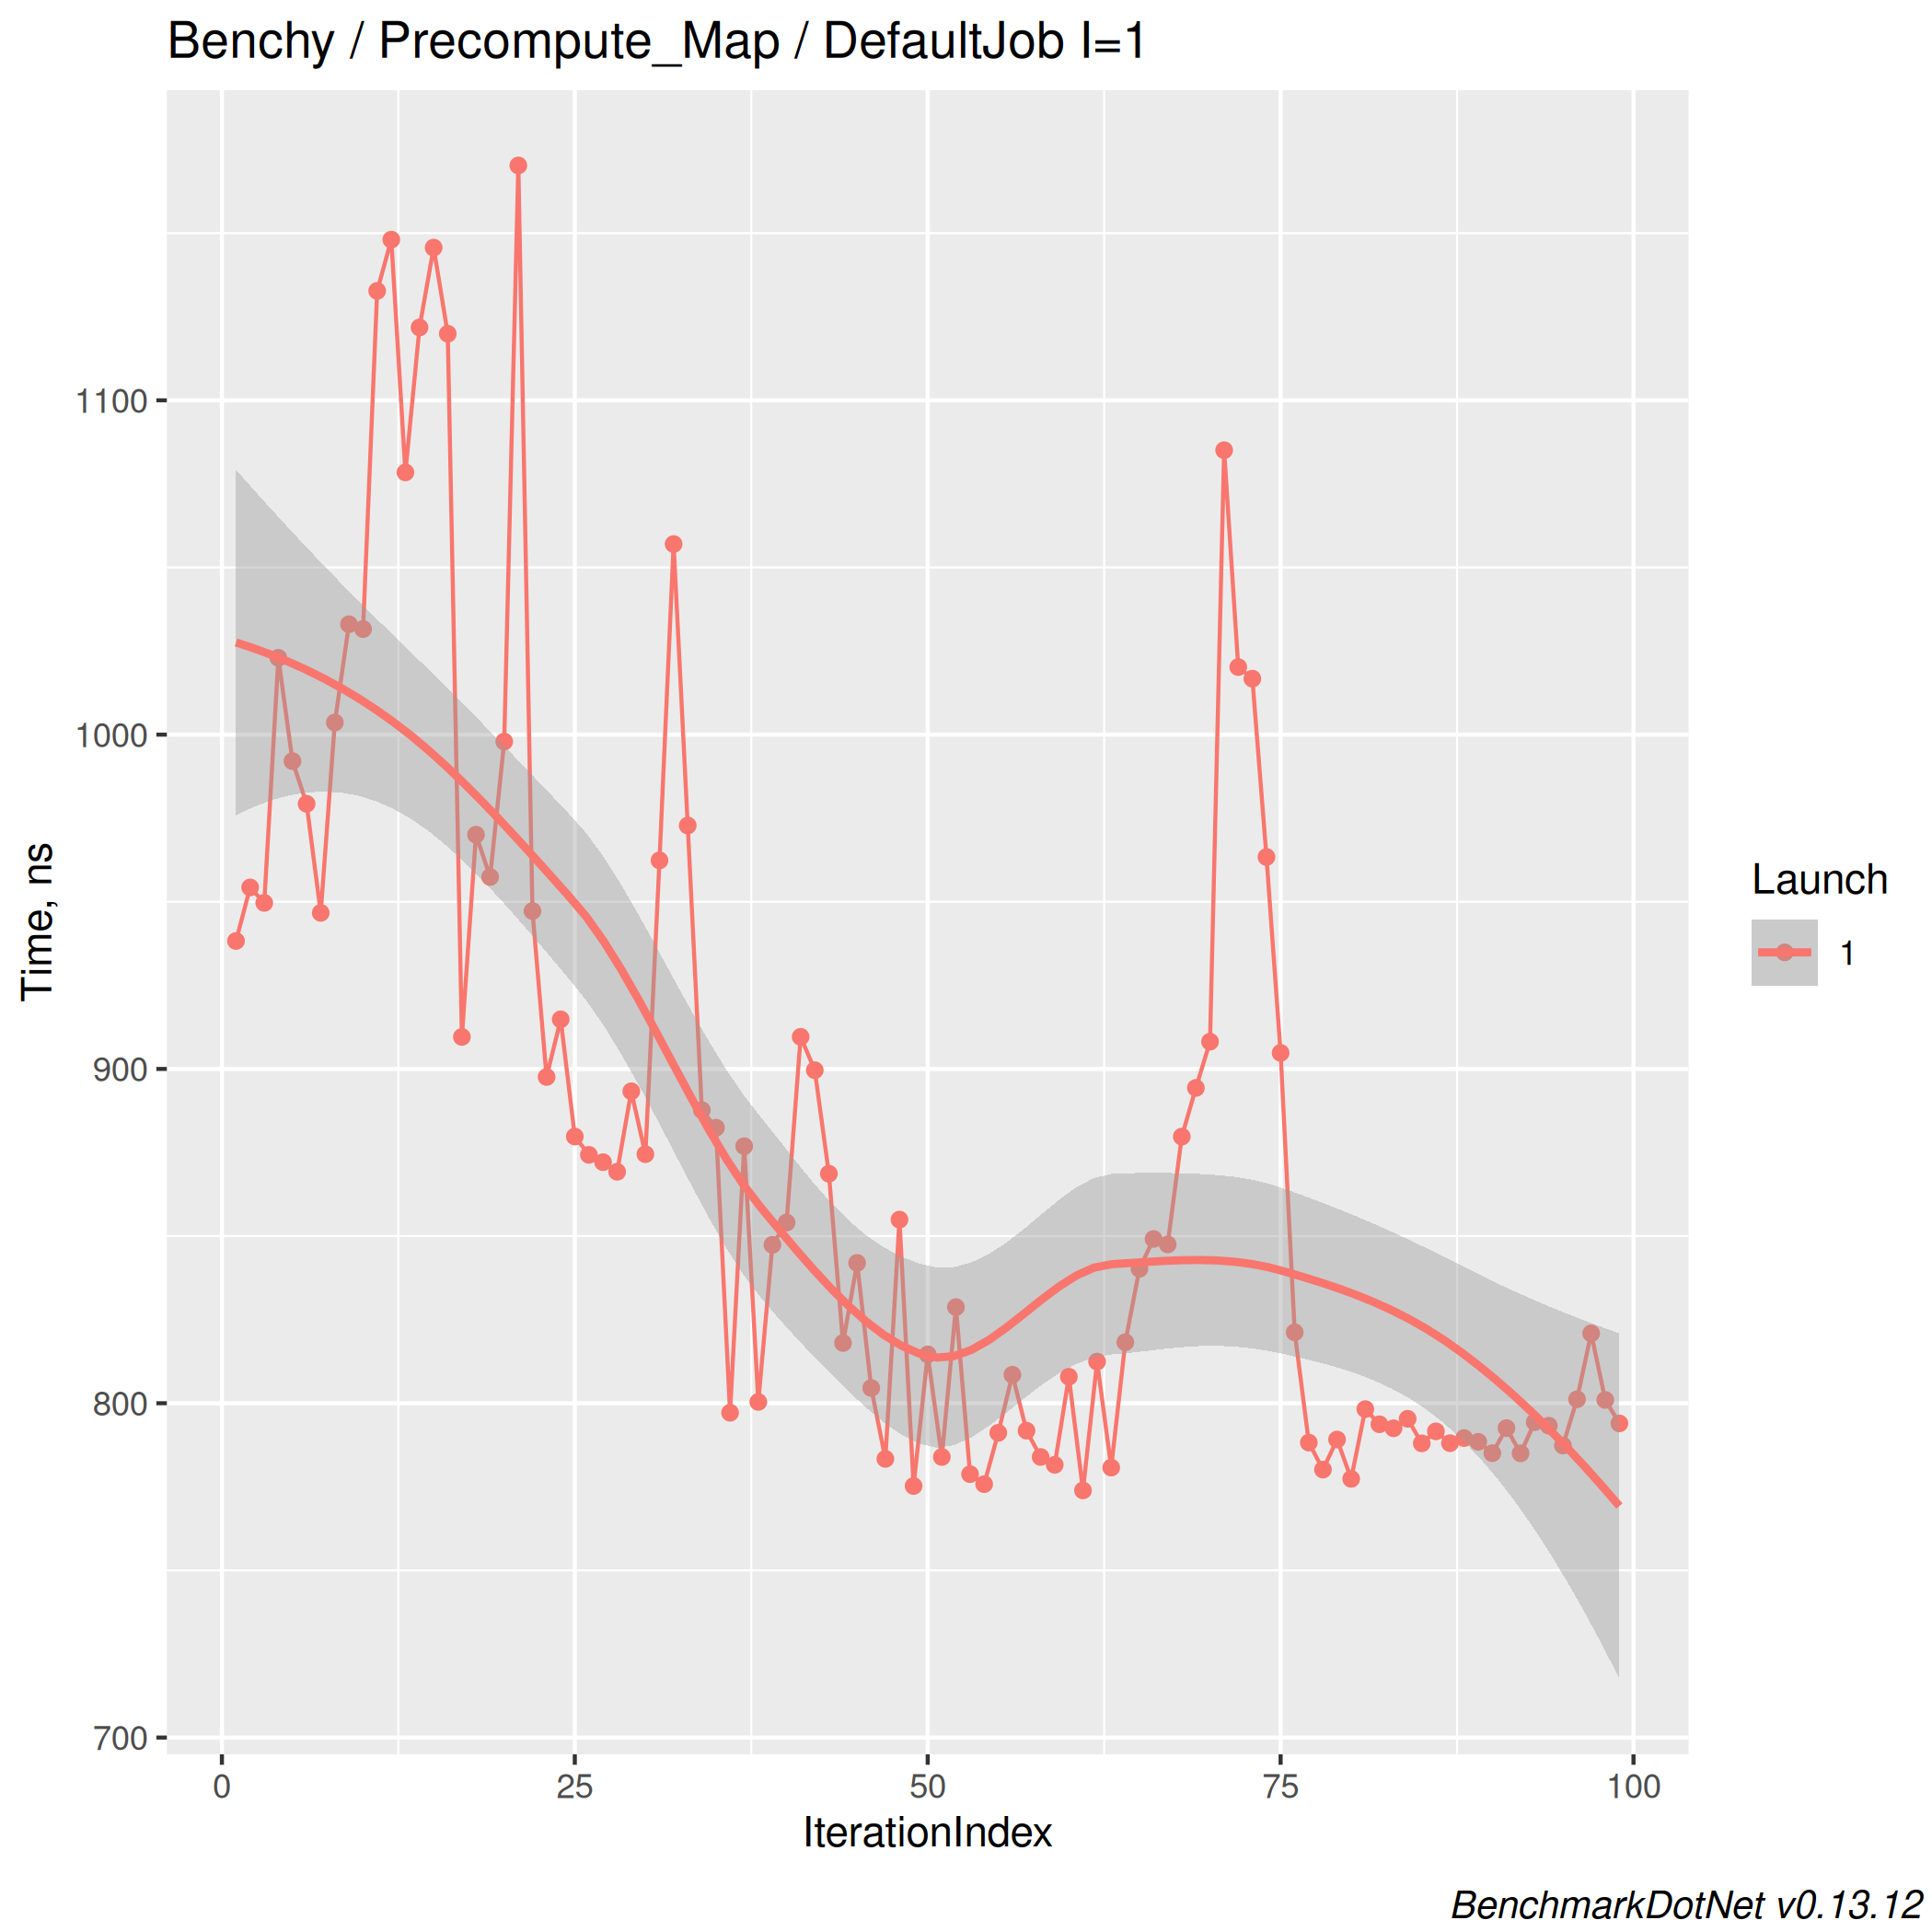 Benchy / Precompute_Map / DefaultJob I=1
Time, ns
1100
1000
900
800
700
0 25 50 75 100
IterationIndex
Launch
1
BenchmarkDotNet v0.13.12